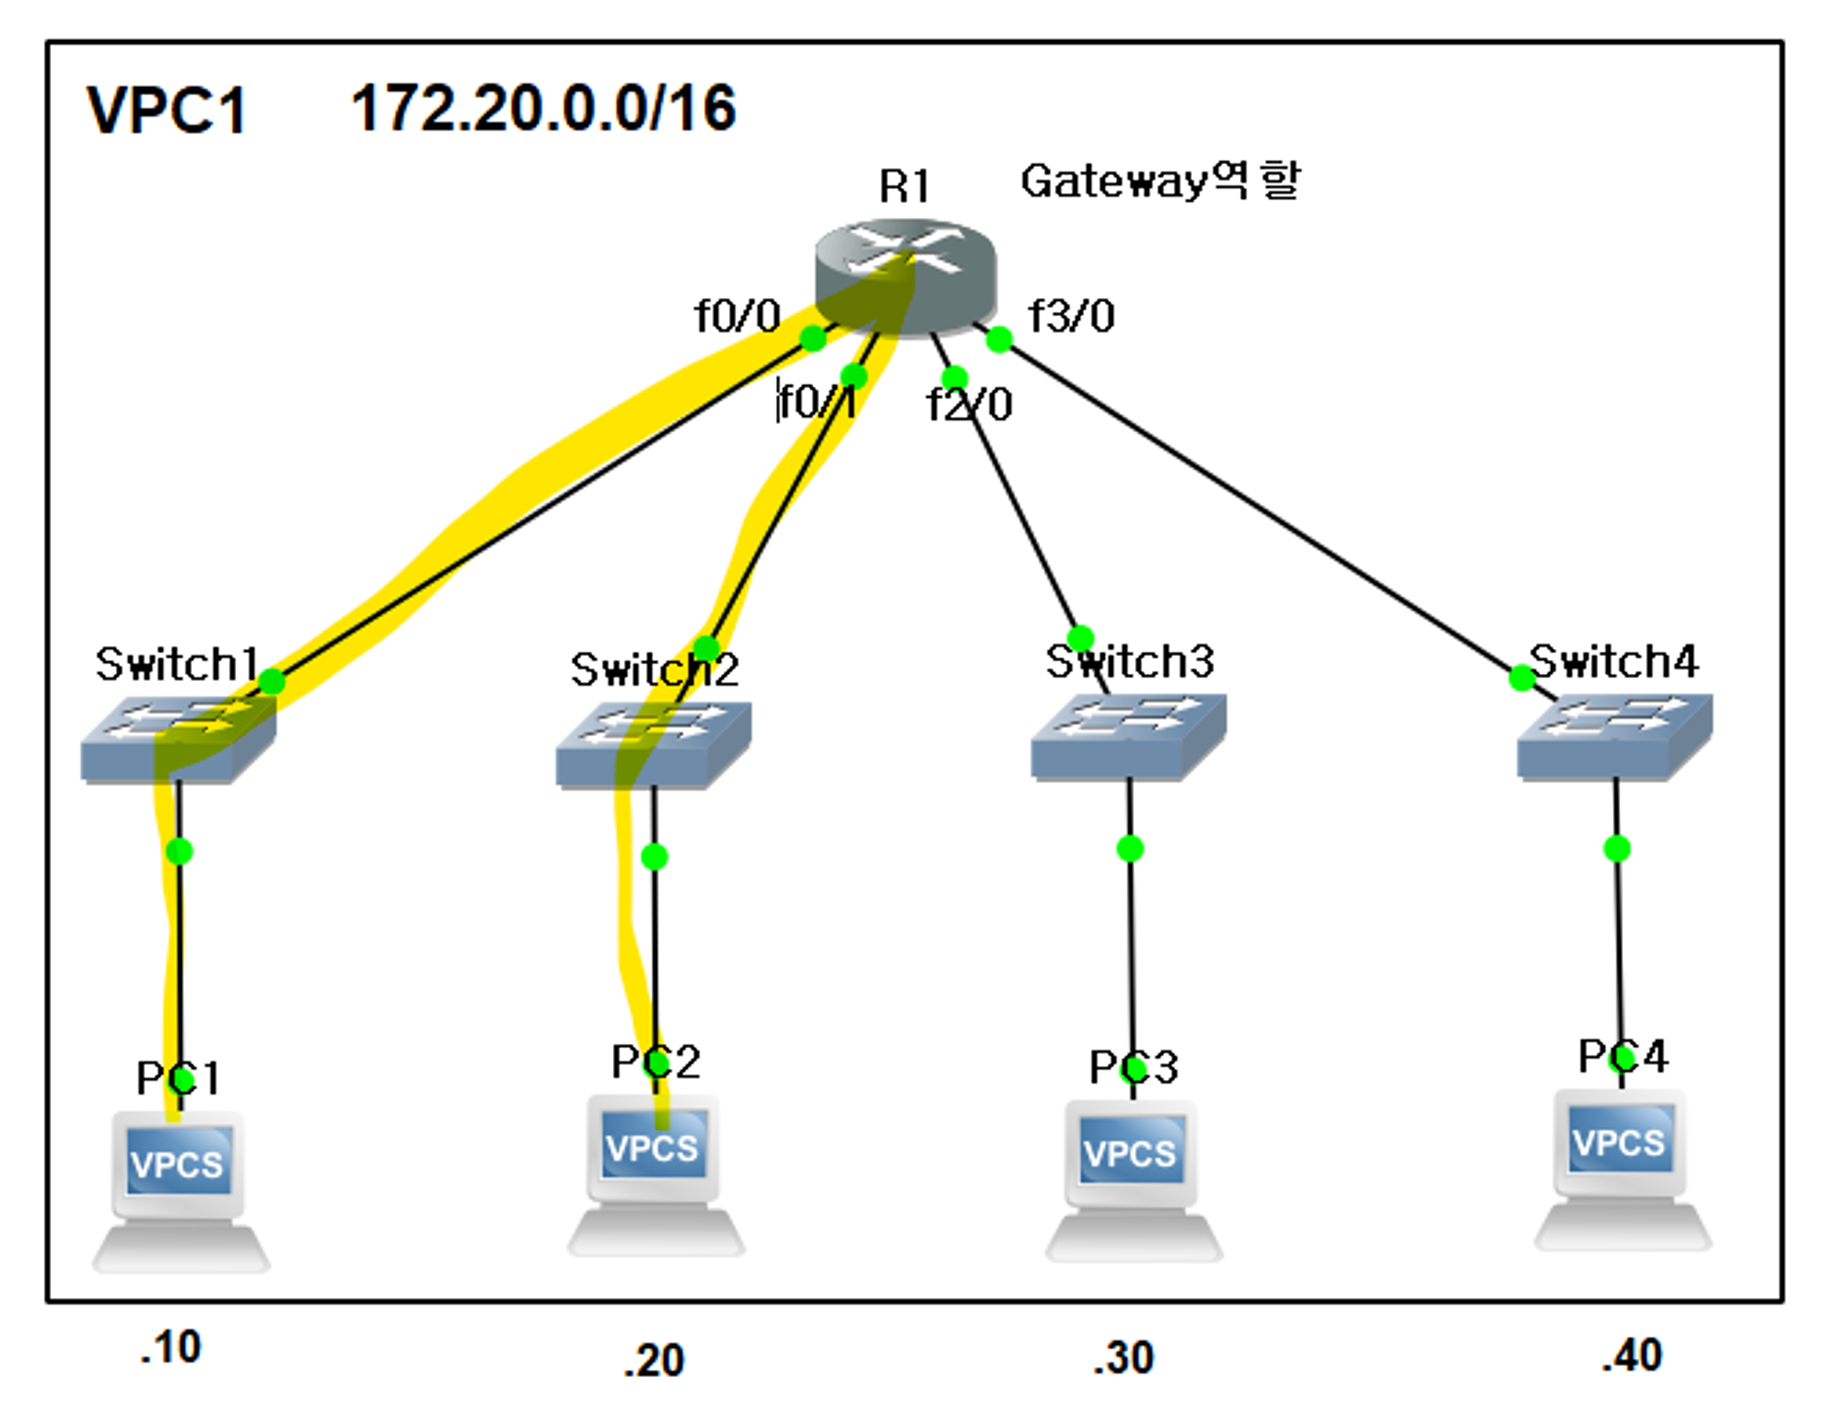 VPC1 172.20.0.0/16
R1 Gateway역할
f0/0 f3/0
f0/1 f2/0
Switch1 Switch2 Switch3 Switch4
PC1 PC2 PC3 PC4
VPCS VPCS VPCS VPCS
.10 .20 .30 .40